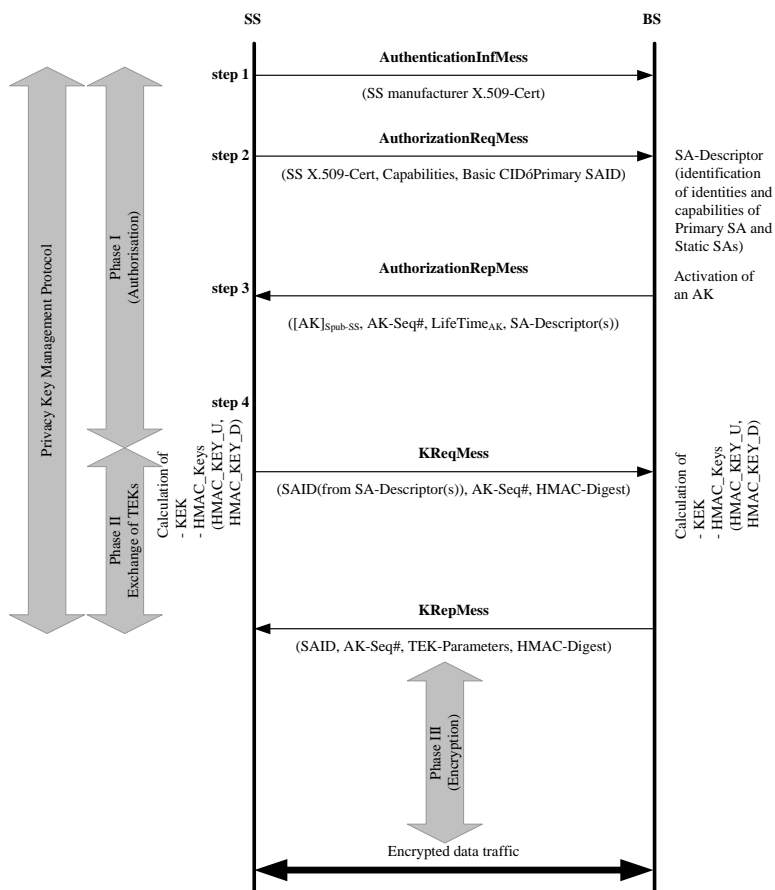 SS
BS
AuthenticationInfMess
step 1
(SS manufacturer X.509-Cert)
AuthorizationReqMess
step 2
(SS X.509-Cert, Capabilities, Basic CIDóPrimary SAID)
SA-Descriptor
(identification
of identities and
capabilities of
Primary SA and
Static SAs)
Privacy Key Management Protocol
Phase I
(Authorisation)
AuthorizationRepMess
step 3
([AK]Spub-SS, AK-Seq#, LifeTimeAK, SA-Descriptor(s))
Activation of
an AK
step 4
KReqMess
(SAID(from SA-Descriptor(s)), AK-Seq#, HMAC-Digest)
Phase II
Exchange of TEKs
Calculation of
- KEK
- HMAC_Keys
(HMAC_KEY_U,
HMAC_KEY_D)
Calculation of
- KEK
- HMAC_Keys
(HMAC_KEY_U,
HMAC_KEY_D)
KRepMess
(SAID, AK-Seq#, TEK-Parameters, HMAC-Digest)
Phase III
(Encryption)
Encrypted data traffic